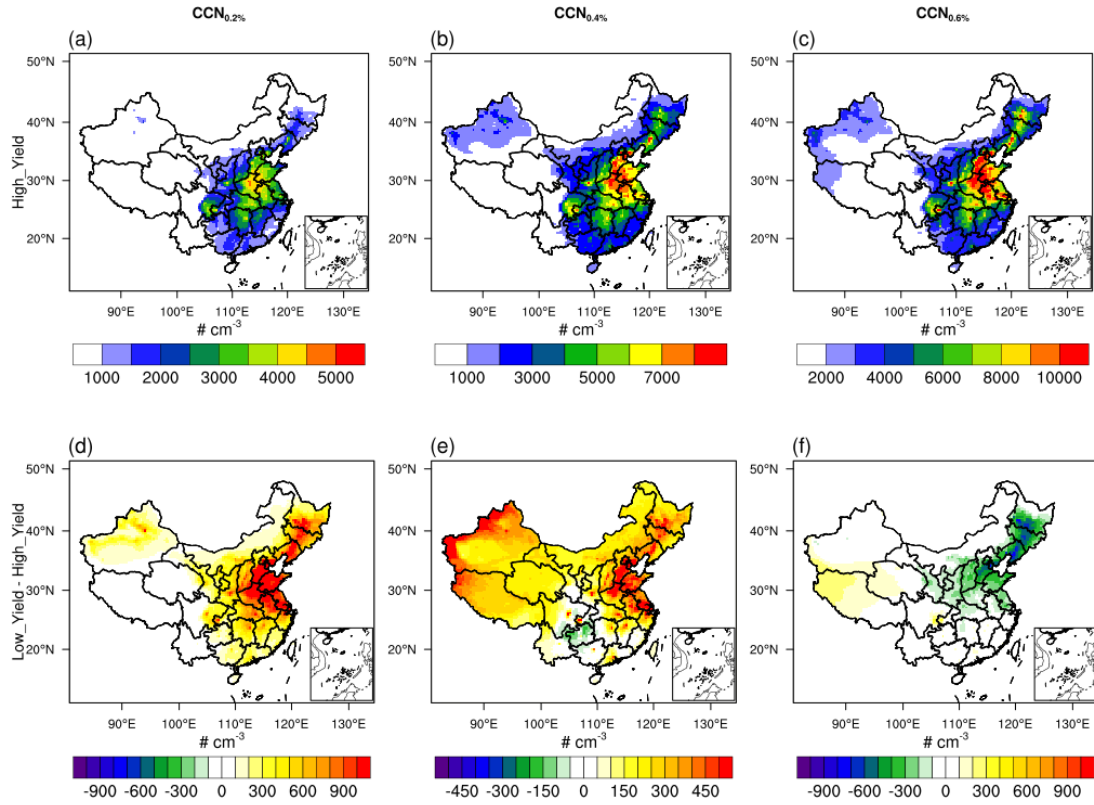 CCN0.2% CCN0.4% CCN0.6%
(a) (b) (c)
High_Yield
50°N 50°N 50°N
40°N 40°N 40°N
30°N 30°N 30°N
20°N 20°N 20°N
90°E 100°E 110°E 120°E 130°E 90°E 100°E 110°E 120°E 130°E 90°E 100°E 110°E 120°E 130°E
# cm-3 # cm-3 # cm-3
1000 2000 3000 4000 5000 1000 3000 5000 7000 2000 4000 6000 8000 10000
(d) (e) (f)
Low_Yield - High_Yield
50°N 50°N 50°N
40°N 40°N 40°N
30°N 30°N 30°N
20°N 20°N 20°N
90°E 100°E 110°E 120°E 130°E 90°E 100°E 110°E 120°E 130°E 90°E 100°E 110°E 120°E 130°E
# cm-3 # cm-3 # cm-3
-900 -600 -300 0 300 600 900 -450 -300 -150 0 150 300 450 -900 -600 -300 0 300 600 900